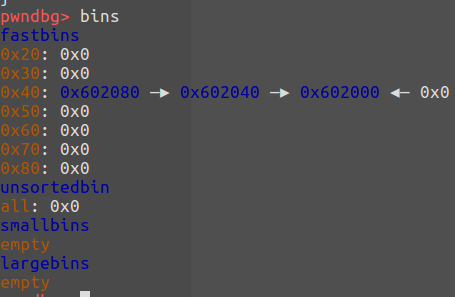 pwndbg> bins
fastbins
0x20: 0x0
0x30: 0x0
0x40: 0x602080 —▸ 0x602040 —▸ 0x602000 ◂— 0x0
0x50: 0x0
0x60: 0x0
0x70: 0x0
0x80: 0x0
unsortedbin
all: 0x0
smallbins
empty
largebins
empty